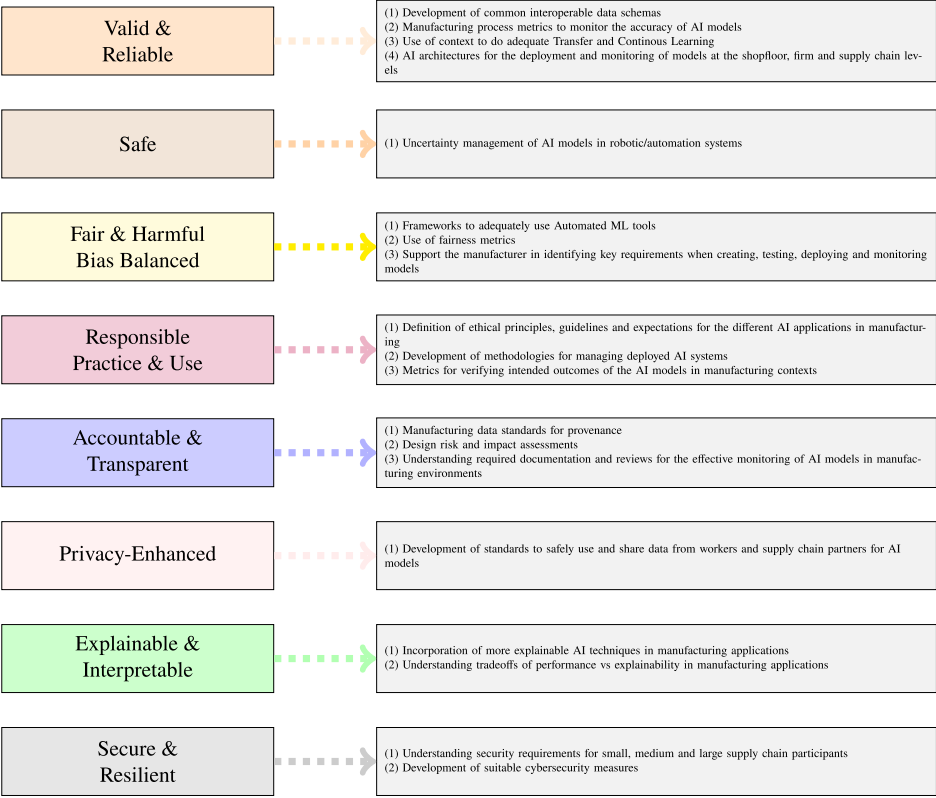 Valid &
Reliable
(1) Development of common interoperable data schemas
(2) Manufacturing process metrics to monitor the accuracy of AI models
(3) Use of context to do adequate Transfer and Continous Learning
(4) AI architectures for the deployment and monitoring of models at the shopfloor, firm and supply chain lev-
els
Safe
(1) Uncertainty management of AI models in robotic/automation systems
Fair & Harmful
Bias Balanced
(1) Frameworks to adequately use Automated ML tools
(2) Use of fairness metrics
(3) Support the manufacturer in identifying key requirements when creating, testing, deploying and monitoring
models
Responsible
Practice & Use
(1) Definition of ethical principles, guidelines and expectations for the different AI applications in manufactur-
ing
(2) Development of methodologies for managing deployed AI systems
(3) Metrics for verifying intended outcomes of the AI models in manufacturing contexts
Accountable &
Transparent
(1) Manufacturing data standards for provenance
(2) Design risk and impact assessments
(3) Understanding required documentation and reviews for the effective monitoring of AI models in manufac-
turing environments
Privacy-Enhanced
(1) Development of standards to safely use and share data from workers and supply chain partners for AI
models
Explainable &
Interpretable
(1) Incorporation of more explainable AI techniques in manufacturing applications
(2) Understanding tradeoffs of performance vs explainability in manufacturing applications
Secure &
Resilient
(1) Understanding security requirements for small, medium and large supply chain participants
(2) Development of suitable cybersecurity measures